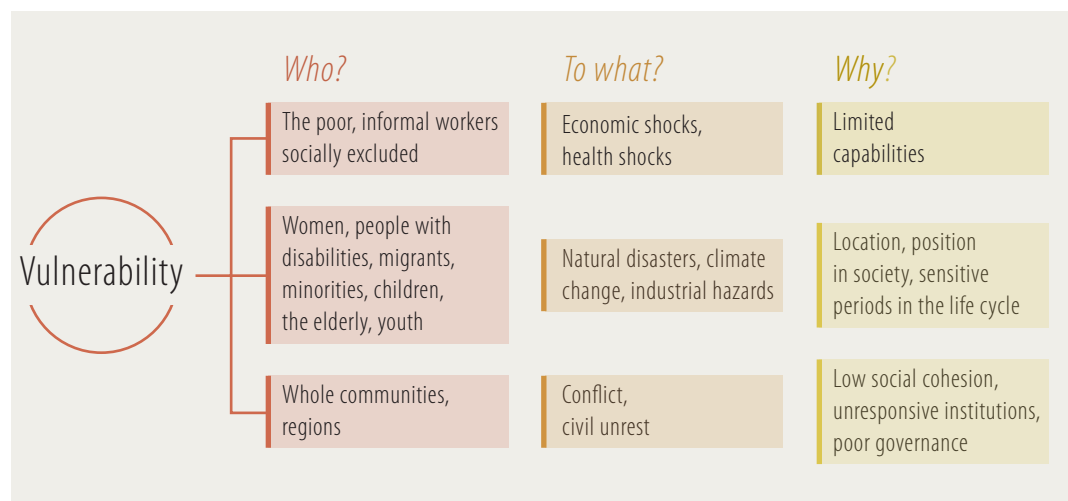 Who?
To what?
Why?
Vulnerability
The poor, informal workers
socially excluded
Economic shocks,
health shocks
Limited
capabilities
Women, people with
disabilities, migrants,
minorities, children,
the elderly, youth
Natural disasters, climate
change, industrial hazards
Location, position
in society, sensitive
periods in the life cycle
Whole communities,
regions
Conflict,
civil unrest
Low social cohesion,
unresponsive institutions,
poor governance